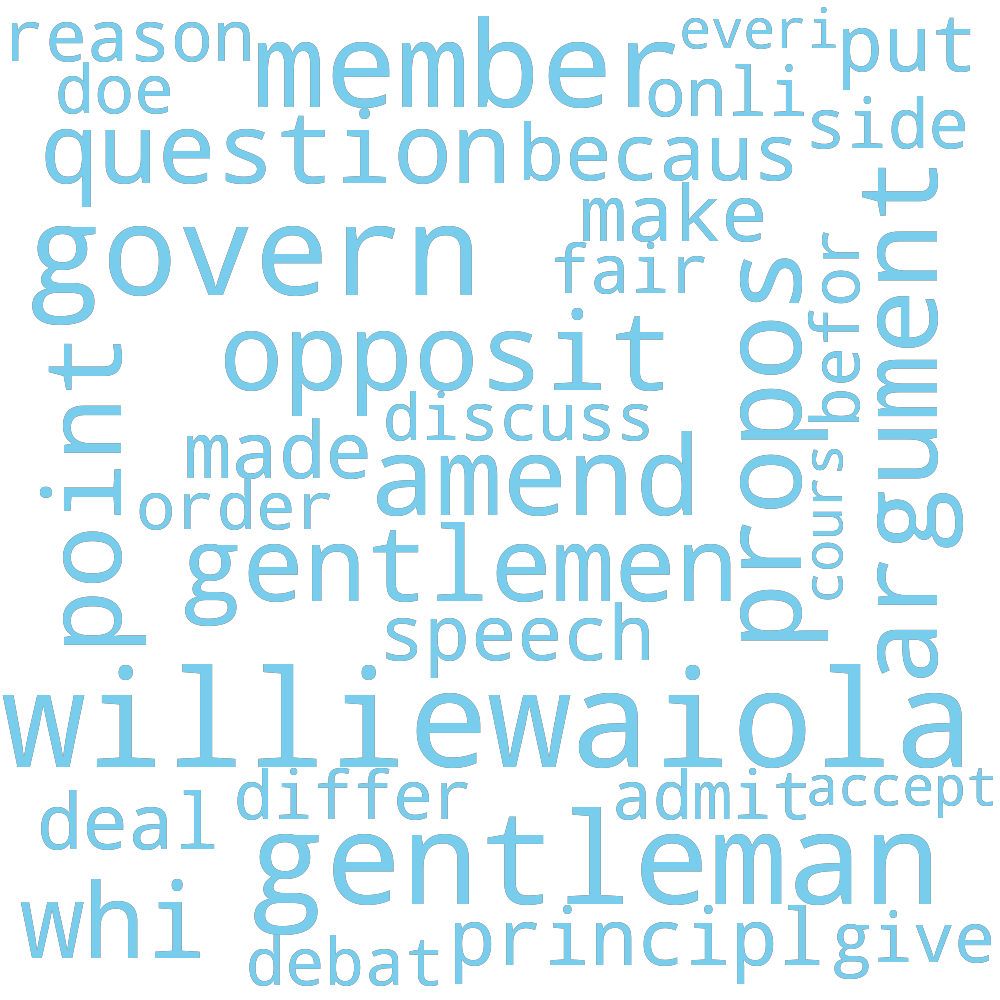 reason
member
everi
put
doe
onli
side
question
becaus
argument
make
govern
fair
propos
befor
opposit
point
discuss
made
amend
cours
order
gentlemen
speech
williewaiola
differ
admit
accept
deal
gentleman
whi
principl
give
debat